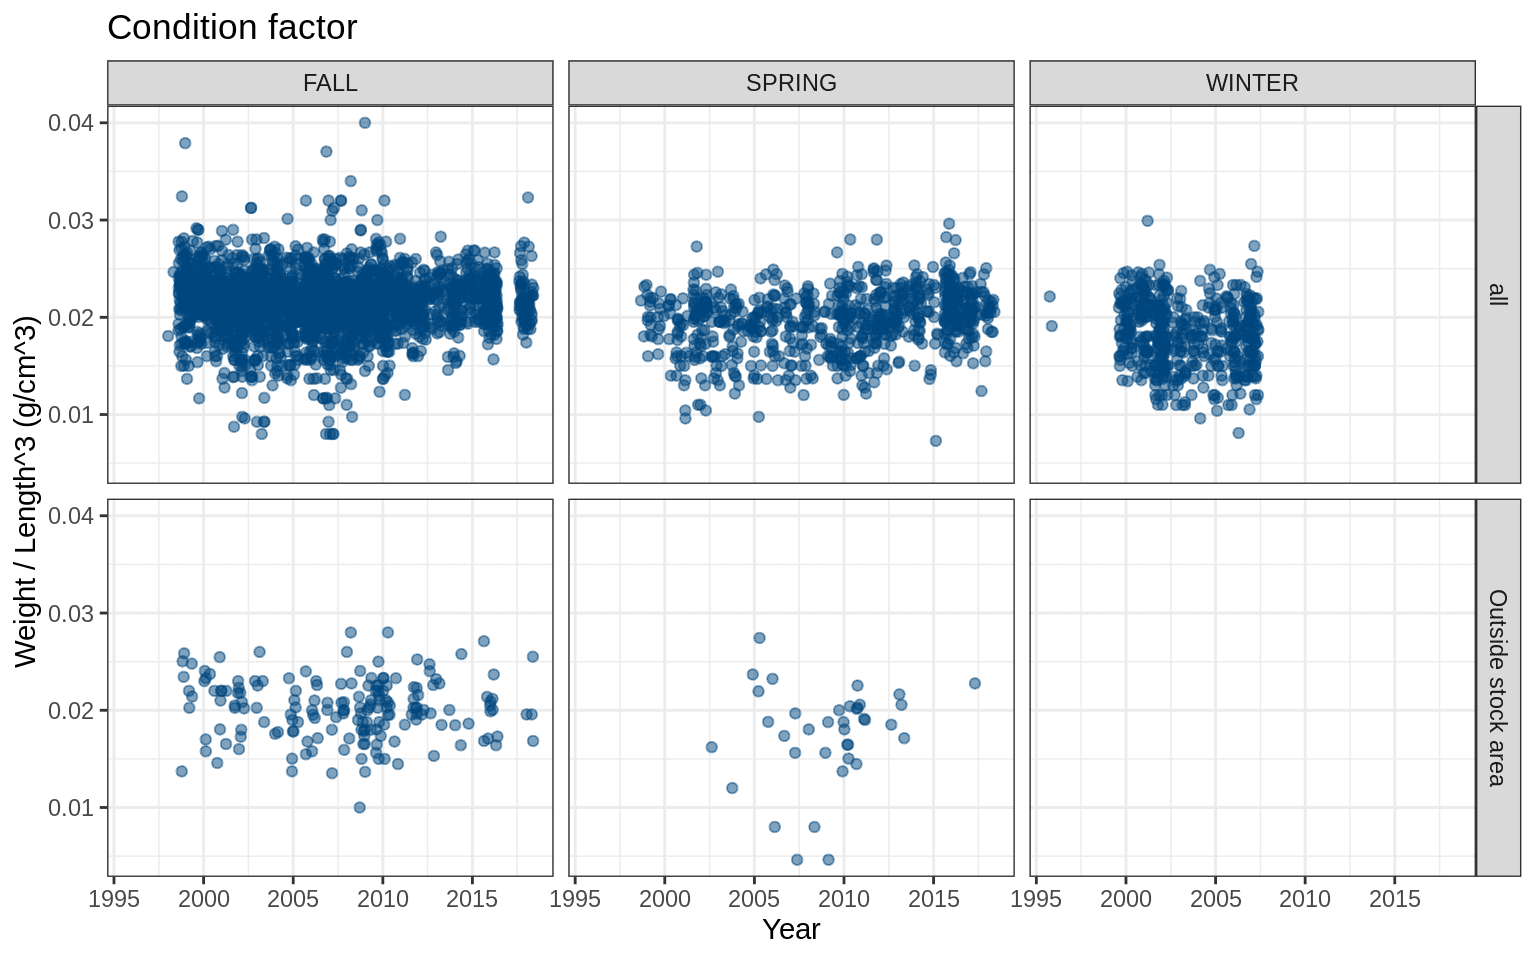 Condition factor
FALL
SPRING
WINTER
0.04
0.03
0.02
0.01
all
0.04
0.03
0.02
0.01
Outside stock area
Weight / Length^3 (g/cm^3)
1995 2000 2005 2010 2015
1995 2000 2005 2010 2015
1995 2000 2005 2010 2015
Year